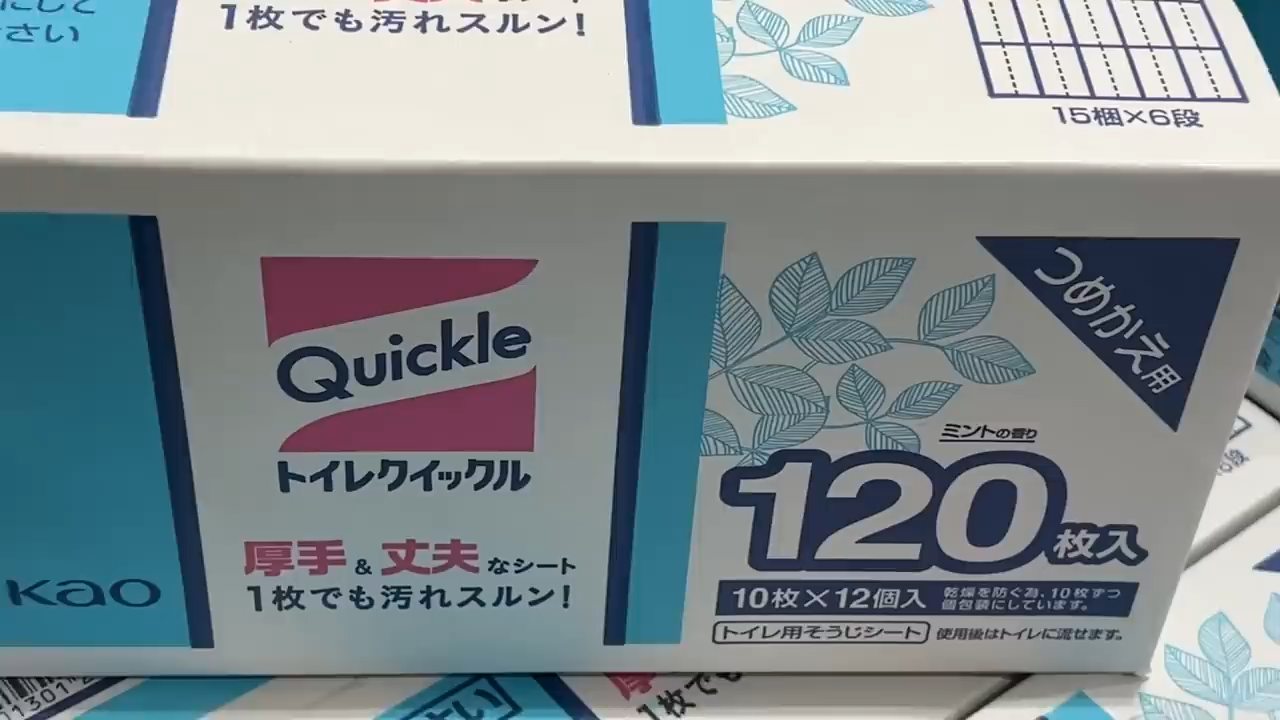 にしと
さい
1枚でも汚れスルン!
15梱×6段
Quickle
トイレクイックル
厚手&丈夫なシート
1枚でも汚れスルン!
kao
つめかえ用
ミントの香り
120枚入
10枚×12個入
乾燥を防ぐ為、10枚ずつ
個包装にしています。
トイレ用そうじシート
使用後はトイレに流せます。
さい
1枚でも